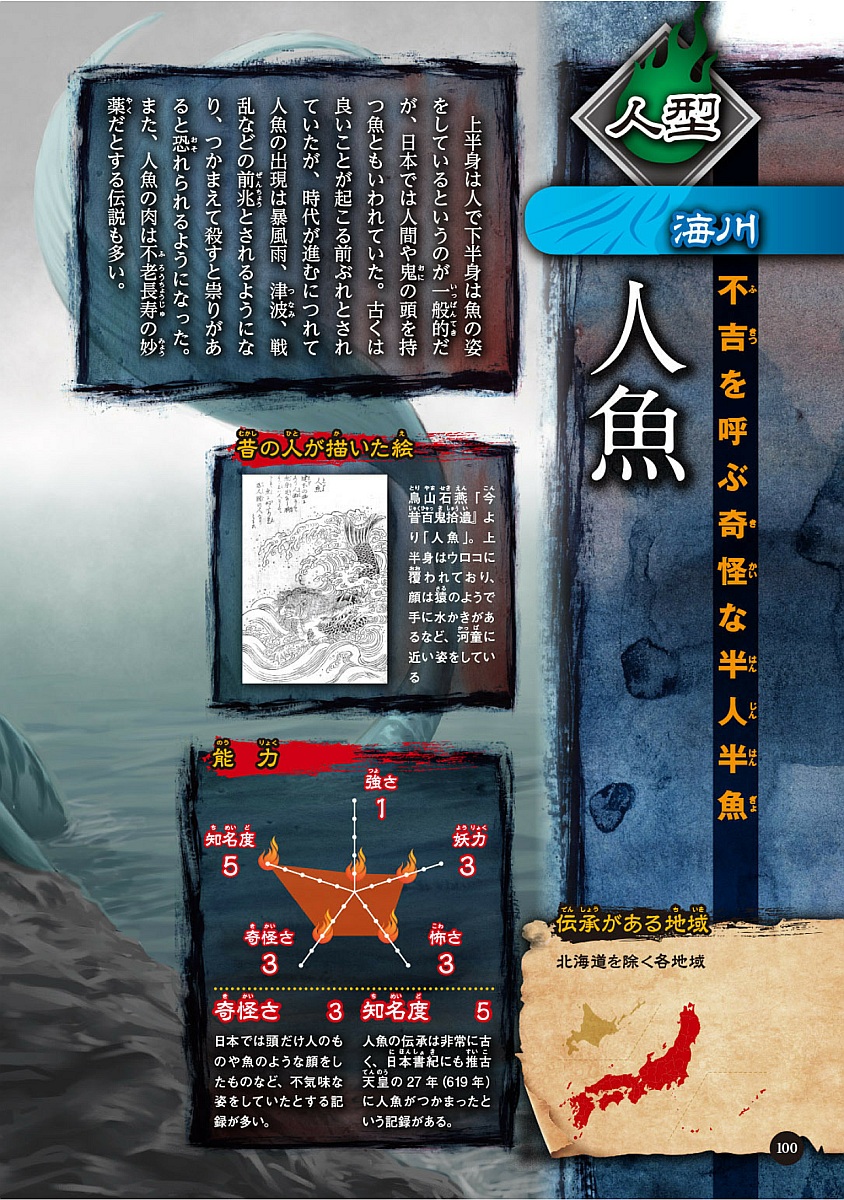 人型
海川
人魚
不吉を呼ぶ奇怪な半人半魚
上半身は人で下半身は魚の姿
をしているというのが一般的だ
が、日本では人間や鬼の頭を持
つ魚ともいわれていた。古くは
良いことが起こる前ぶれとされ
ていたが、時代が進むにつれて
人魚の出現は暴風雨、津波、戦
乱などの前兆とされるようにな
り、つかまえて殺すと祟りがあ
ると恐れられるようになった。
また、人魚の肉は不老長寿の妙
薬だとする伝説も多い。
昔の人が描いた絵
鳥山石燕『今
昔百鬼拾遺』よ
り「人魚」。上
半身はウロコに
覆われており、
顔は猿のようで
手に水かきがあ
るなど、河童に
近い姿をしてい
る
能力
強さ
1
妖力
3
怖さ
3
奇怪さ
3
知名度
5
奇怪さ 3
日本では頭だけ人のも
のや魚のような顔をし
たものなど、不気味な
姿をしていたとする記
録が多い。
知名度 5
人魚の伝承は非常に古
く、日本書紀にも推古
天皇の27年(619年)
に人魚がつかまったと
いう記録がある。
伝承がある地域
北海道を除く各地域
100